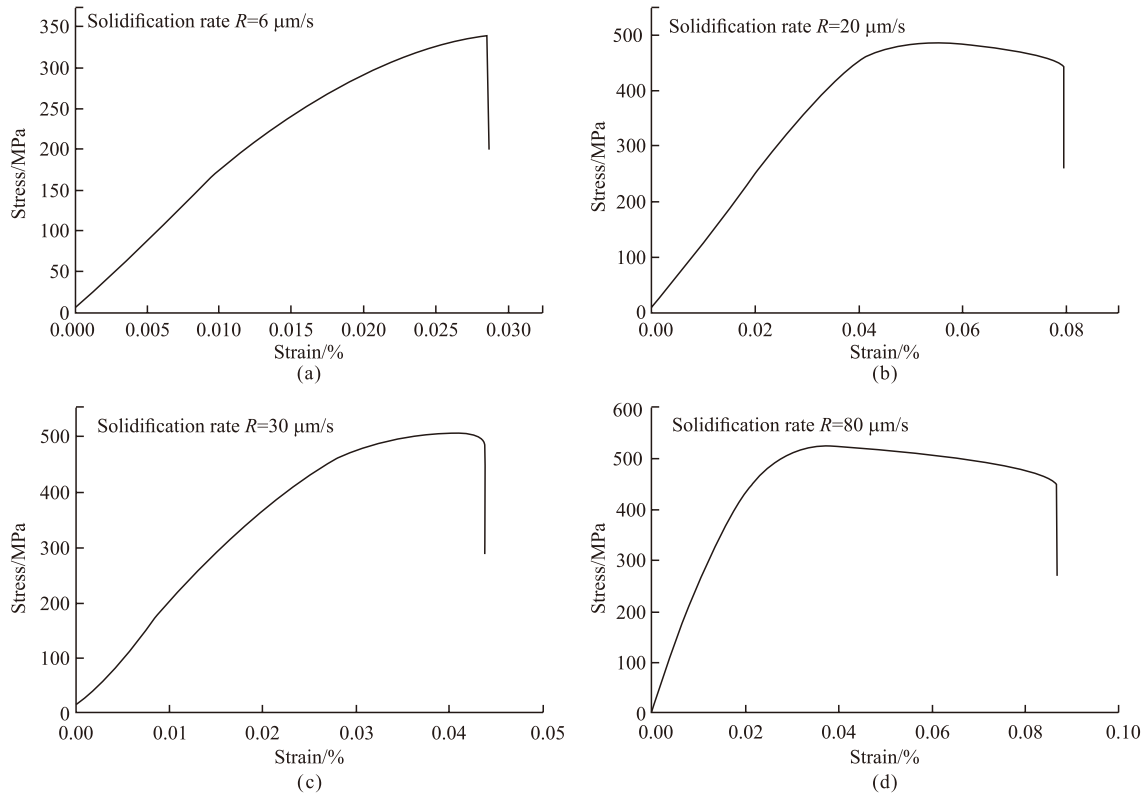 Solidification rate R=6 μm/s
350
300
250
200
150
100
50
0
Stress/MPa
0.000 0.005 0.010 0.015 0.020 0.025 0.030
Strain/%
(a)
Solidification rate R=20 μm/s
500
400
300
200
100
0
Stress/MPa
0.00 0.02 0.04 0.06 0.08
Strain/%
(b)
Solidification rate R=30 μm/s
500
400
300
200
100
0
Stress/MPa
0.00 0.01 0.02 0.03 0.04 0.05
Strain/%
(c)
Solidification rate R=80 μm/s
600
500
400
300
200
100
0
Stress/MPa
0.00 0.02 0.04 0.06 0.08 0.10
Strain/%
(d)